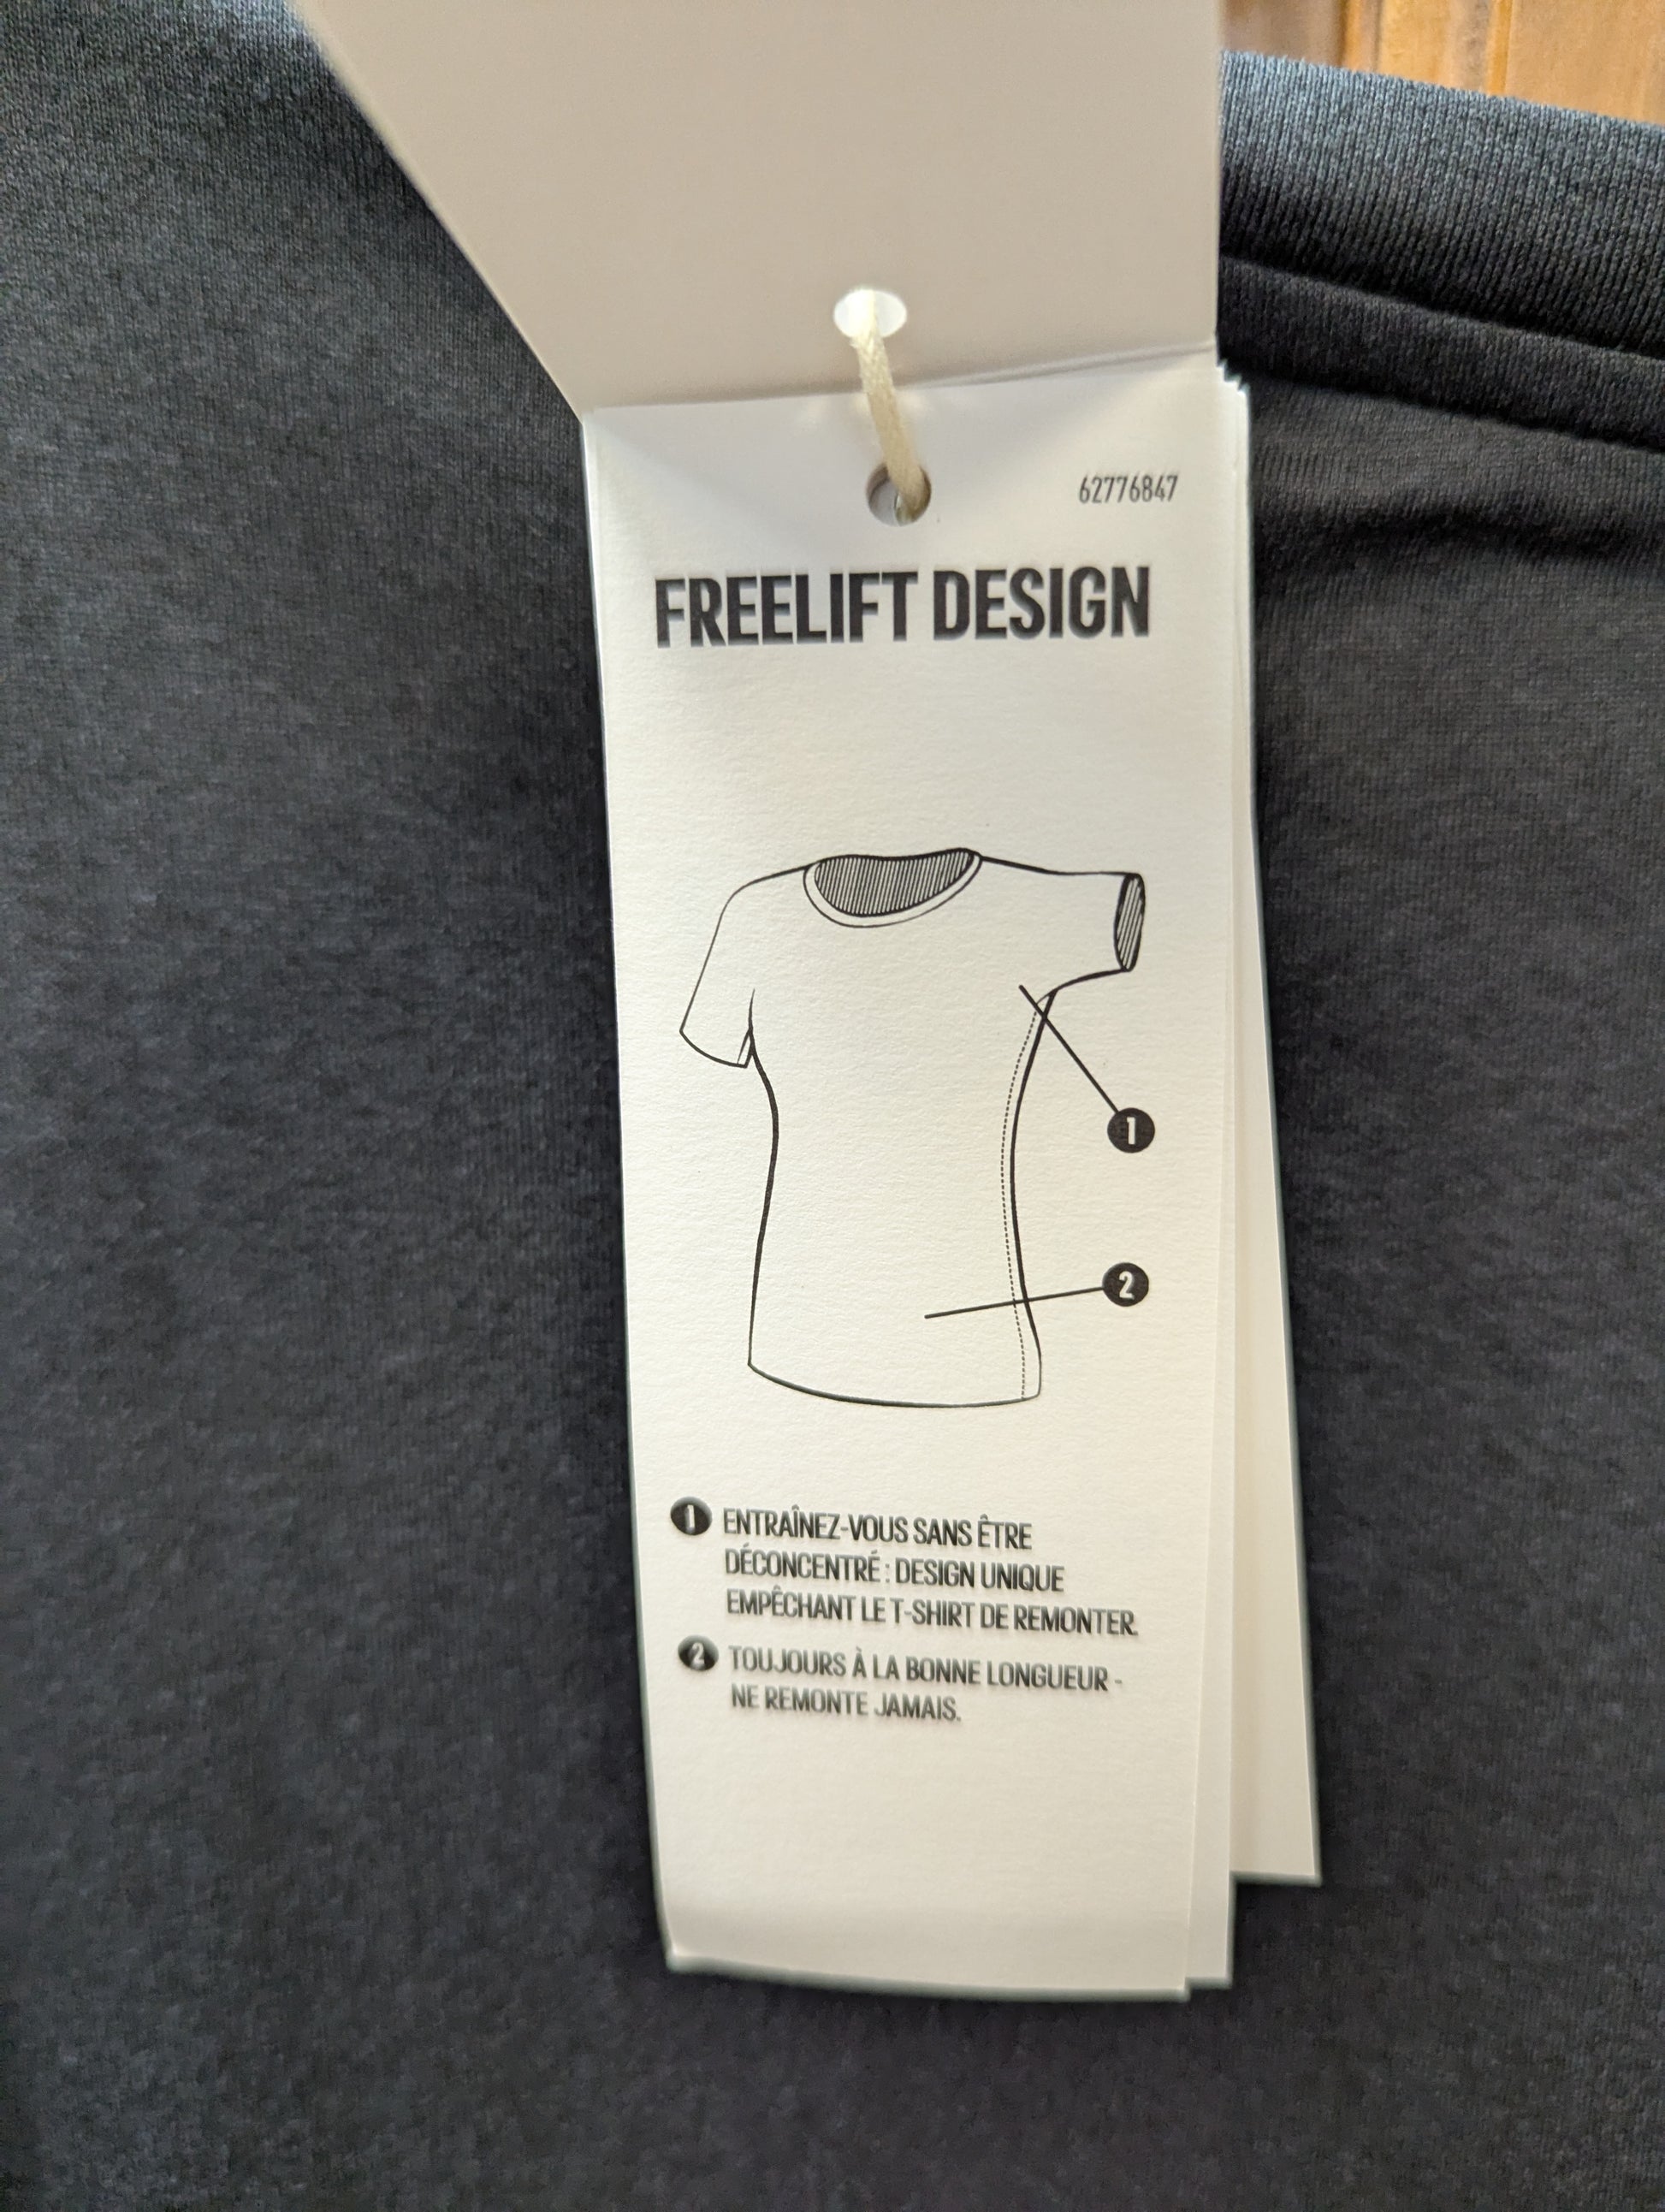 62776847
FREELIFT DESIGN
1
2
1 ENTRAÎNEZ-VOUS SANS ÊTRE
DÉCONCENTRÉ : DESIGN UNIQUE
EMPÊCHANT LE T-SHIRT DE REMONTER.
2 TOUJOURS À LA BONNE LONGUEUR -
NE REMONTE JAMAIS.